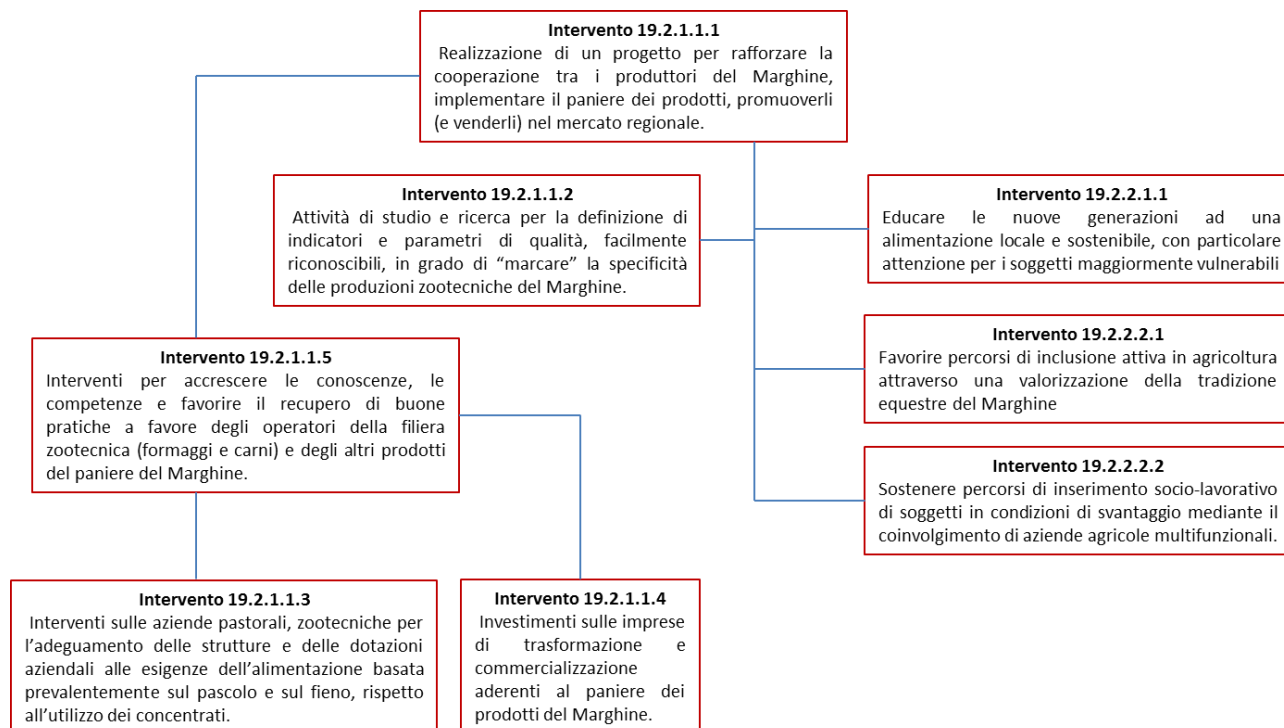 Intervento 19.2.1.1.1
Realizzazione di un progetto per rafforzare la
cooperazione tra i produttori del Marghine,
implementare il paniere dei prodotti, promuoverli
(e venderli) nel mercato regionale.
Intervento 19.2.1.1.2
Attività di studio e ricerca per la definizione di
indicatori e parametri di qualità, facilmente
riconoscibili, in grado di “marcare” la specificità
delle produzioni zootecniche del Marghine.
Intervento 19.2.2.1.1
Educare le nuove generazioni ad una
alimentazione locale e sostenibile, con particolare
attenzione per i soggetti maggiormente vulnerabili
Intervento 19.2.2.2.1
Favorire percorsi di inclusione attiva in agricoltura
attraverso una valorizzazione della tradizione
equestre del Marghine
Intervento 19.2.1.1.5
Interventi per accrescere le conoscenze, le
competenze e favorire il recupero di buone
pratiche a favore degli operatori della filiera
zootecnica (formaggi e carni) e degli altri prodotti
del paniere del Marghine.
Intervento 19.2.2.2.2
Sostenere percorsi di inserimento socio-lavorativo
di soggetti in condizioni di svantaggio mediante il
coinvolgimento di aziende agricole multifunzionali.
Intervento 19.2.1.1.3
Interventi sulle aziende pastorali, zootecniche per
l’adeguamento delle strutture e delle dotazioni
aziendali alle esigenze dell’alimentazione basata
prevalentemente sul pascolo e sul fieno, rispetto
all’utilizzo dei concentrati.
Intervento 19.2.1.1.4
Investimenti sulle imprese
di trasformazione e
commercializzazione
aderenti al paniere dei
prodotti del Marghine.